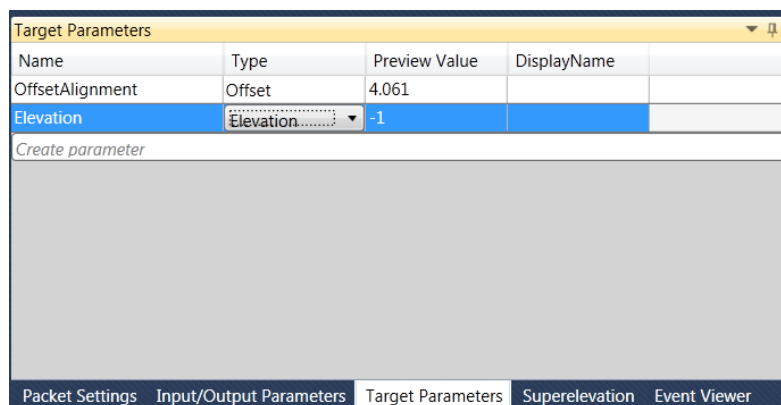 Target Parameters
Name Type Preview Value DisplayName
OffsetAlignment Offset 4.061
Elevation Elevation -1
Create parameter
Packet Settings Input/Output Parameters Target Parameters Superelevation Event Viewer